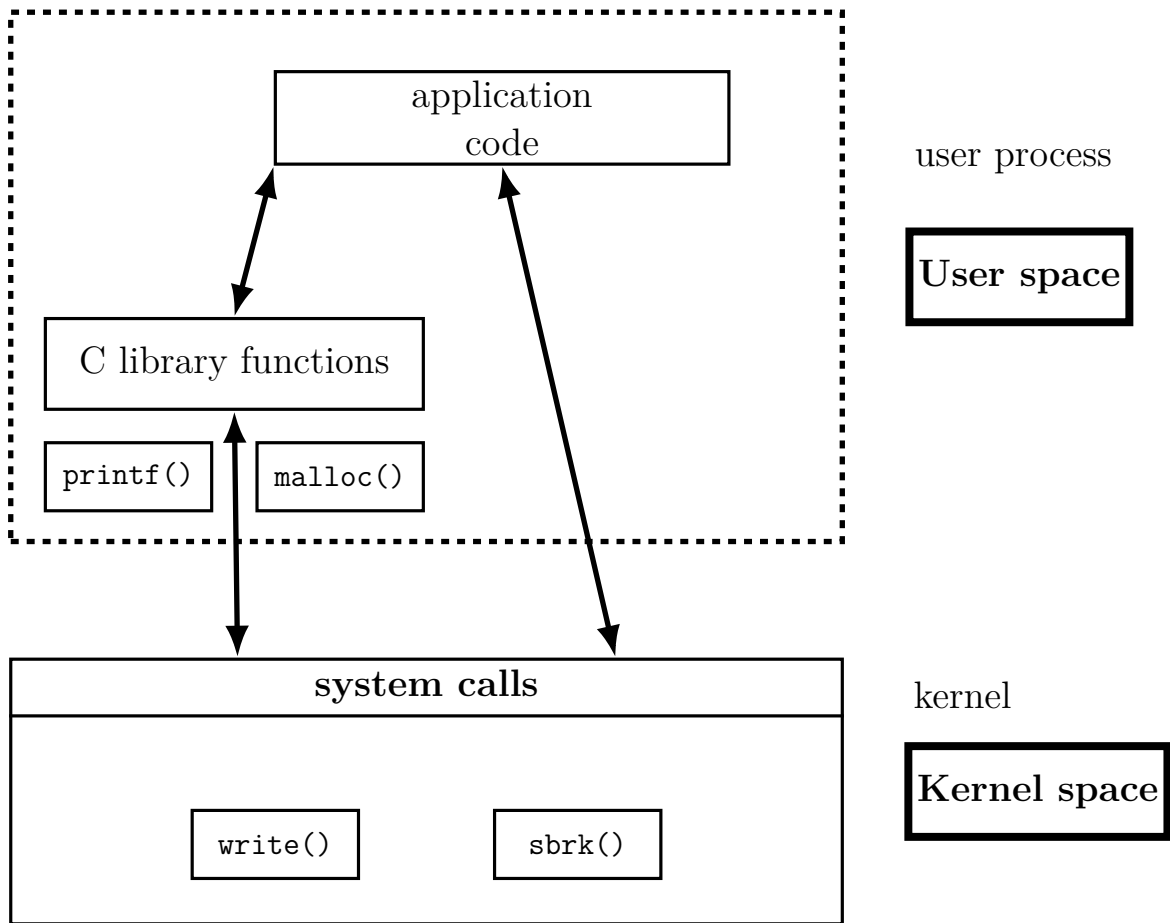 application
code
user process
User space
C library functions
printf()
malloc()
system calls
kernel
Kernel space
write()
sbrk()